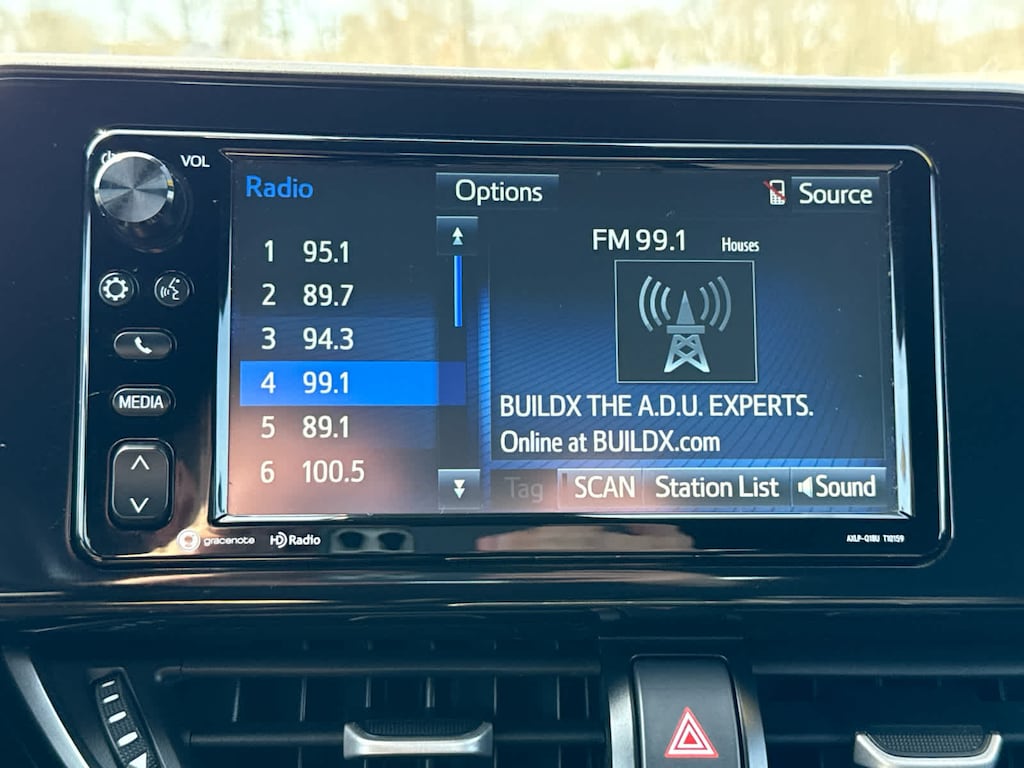 VOL
Radio
Options
Source
1 95.1
2 89.7
3 94.3
4 99.1
5 89.1
6 100.5
FM 99.1 Houses
BUILDX THE A.D.U. EXPERTS.
Online at BUILDX.com
MEDIA
Tag
SCAN
Station List
Sound
gracenote
HD Radio